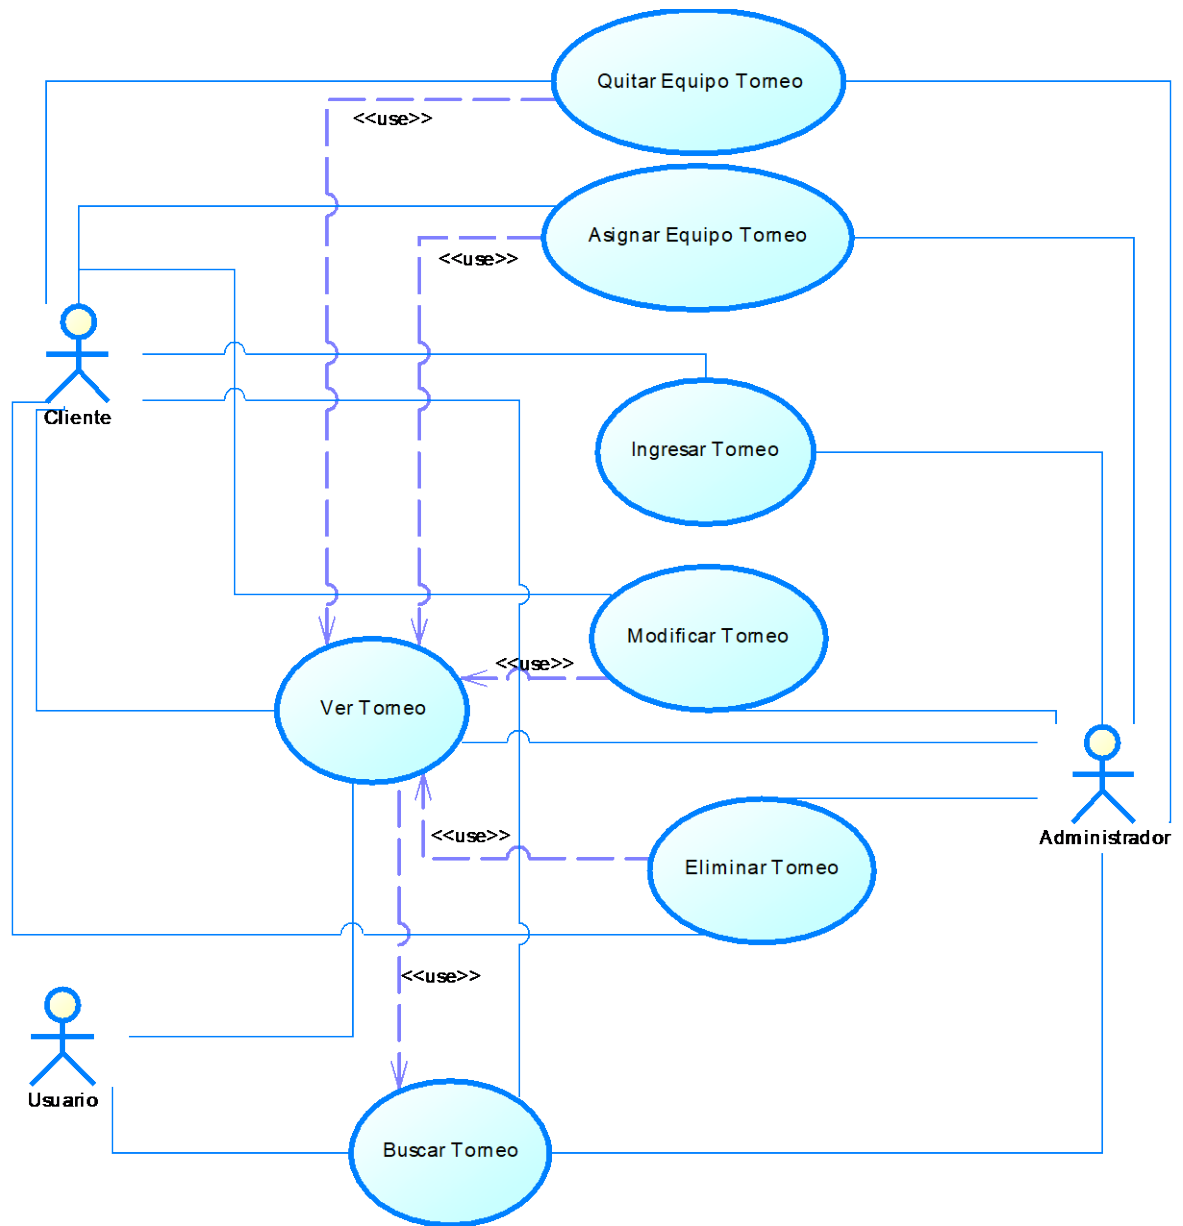 Quitar Equipo Torneo
<<use>>
Asignar Equipo Torneo
<<use>>
Cliente
Ingresar Torneo
Modificar Torneo
<<use>>
Ver Torneo
<<use>>
Administrador
Eliminar Torneo
<<use>>
Usuario
Buscar Torneo